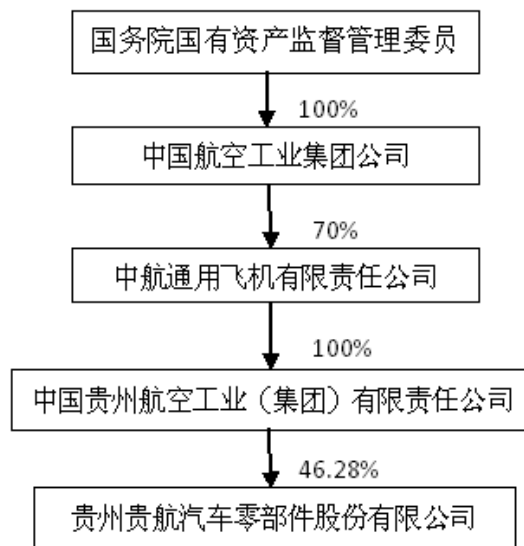 国务院国有资产监督管理委员
100%
中国航空工业集团公司
70%
中航通用飞机有限责任公司
100%
中国贵州航空工业（集团）有限责任公司
46.28%
贵州贵航汽车零部件股份有限公司